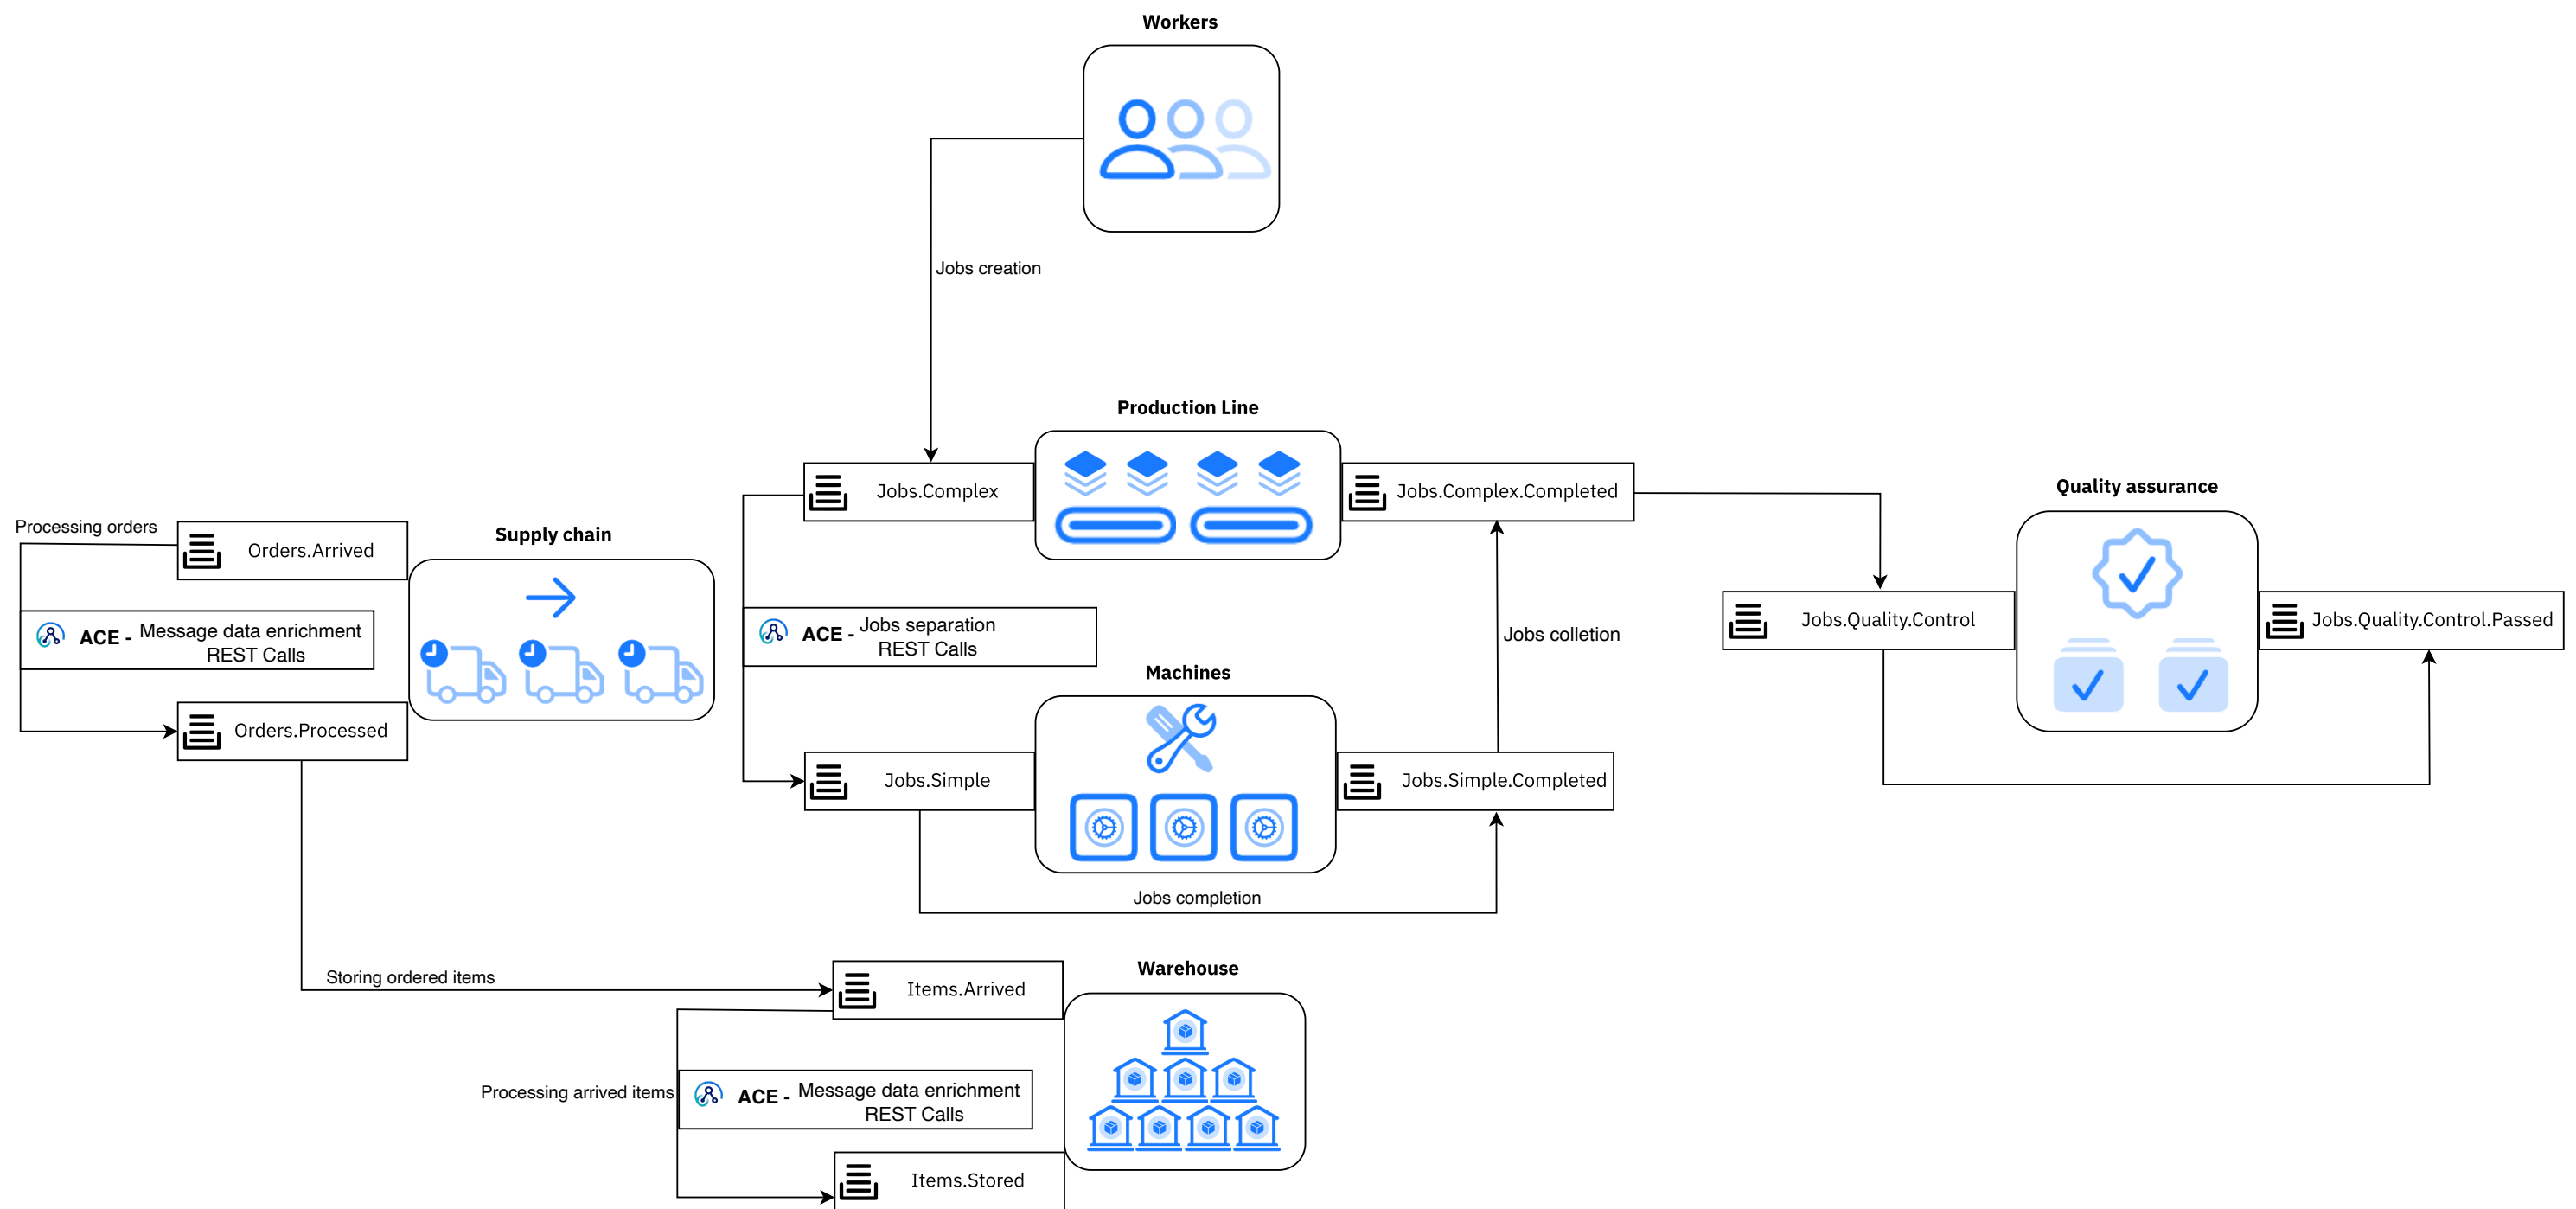 Workers
Jobs creation
Production Line
Jobs.Complex
Jobs.Complex.Completed
Quality assurance
Processing orders
Orders.Arrived
Supply chain
ACE - Message data enrichment
REST Calls
ACE - Jobs separation
REST Calls
Jobs colletion
Jobs.Quality.Control
Jobs.Quality.Control.Passed
Machines
Orders.Processed
Jobs.Simple
Jobs.Simple.Completed
Jobs completion
Storing ordered items
Items.Arrived
Warehouse
Processing arrived items
ACE - Message data enrichment
REST Calls
Items.Stored